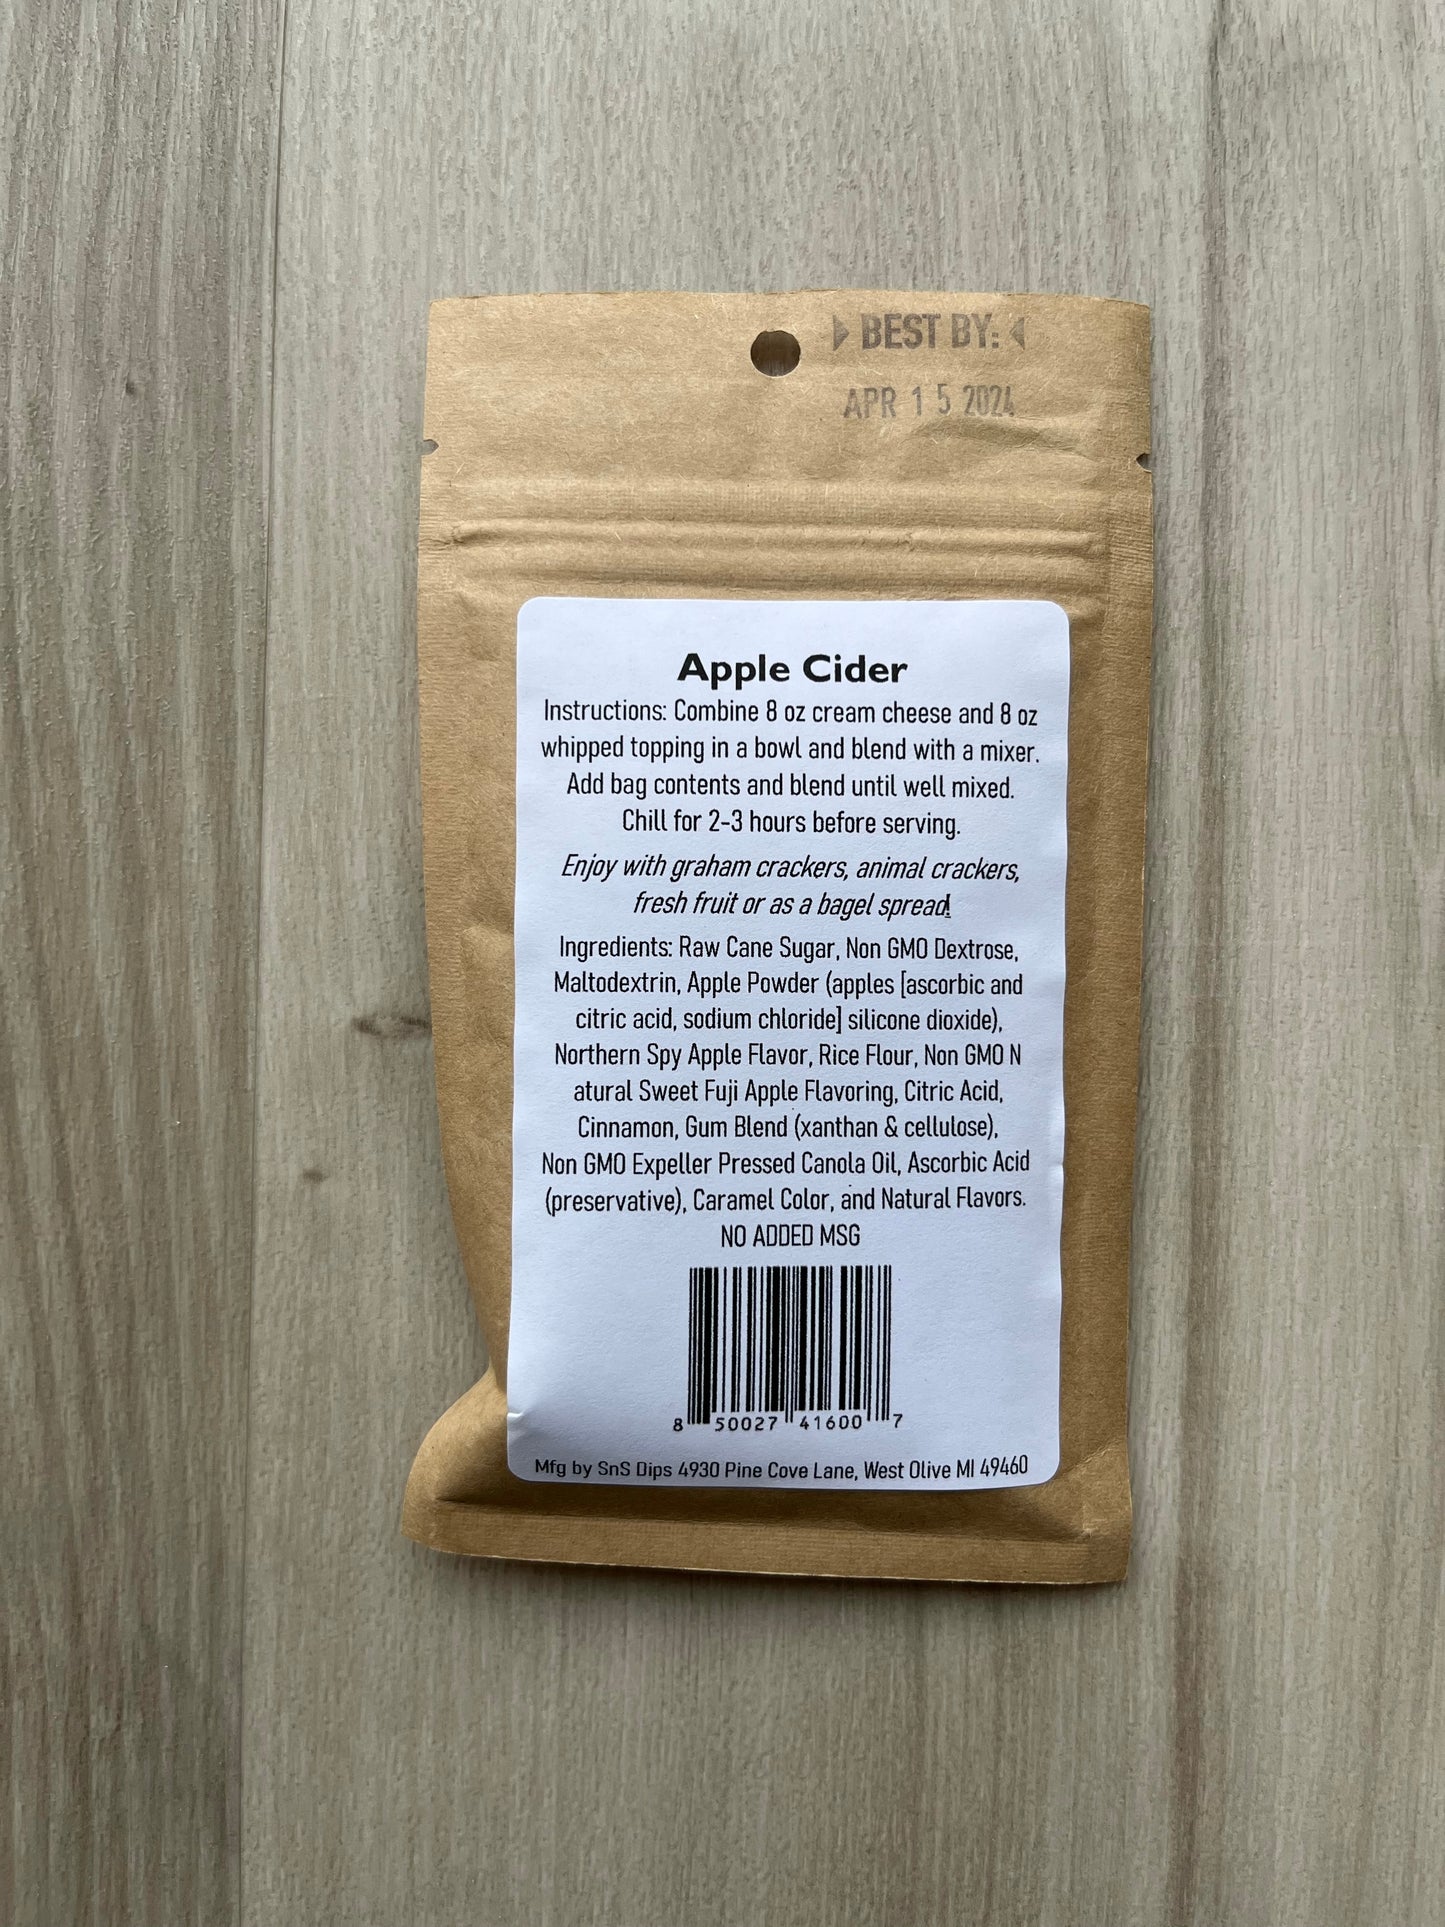 BEST BY:
APR 15 2024
Apple Cider
Instructions: Combine 8 oz cream cheese and 8 oz
whipped topping in a bowl and blend with a mixer.
Add bag contents and blend until well mixed.
Chill for 2-3 hours before serving.
Enjoy with graham crackers, animal crackers,
fresh fruit or as a bagel spread!
Ingredients: Raw Cane Sugar, Non GMO Dextrose,
Maltodextrin, Apple Powder (apples [ascorbic and
citric acid, sodium chloride] silicone dioxide),
Northern Spy Apple Flavor, Rice Flour, Non GMO N
atural Sweet Fuji Apple Flavoring, Citric Acid,
Cinnamon, Gum Blend (xanthan & cellulose),
Non GMO Expeller Pressed Canola Oil, Ascorbic Acid
(preservative), Caramel Color, and Natural Flavors.
NO ADDED MSG
8 50027 41600 7
Mfg by SnS Dips 4930 Pine Cove Lane, West Olive MI 49460